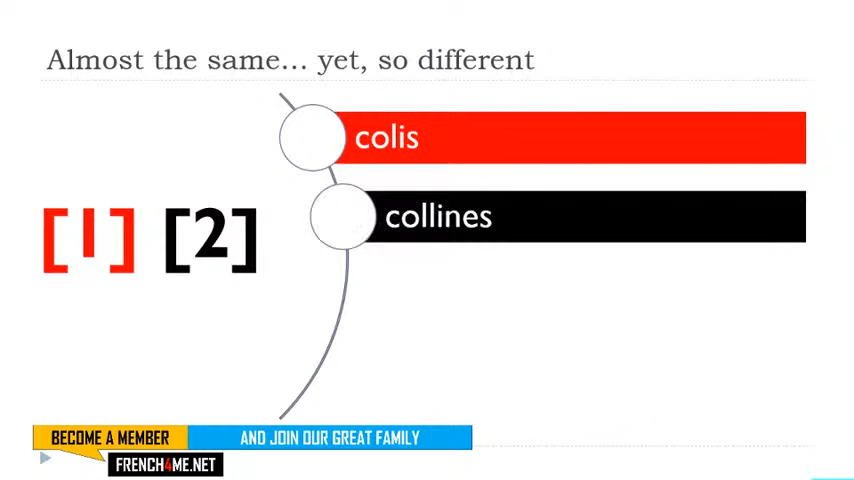 Almost the same... yet, so different
colis
collines
[1] [2]
BECOME A MEMBER
AND JOIN OUR GREAT FAMILY
FRENCH4ME.NET